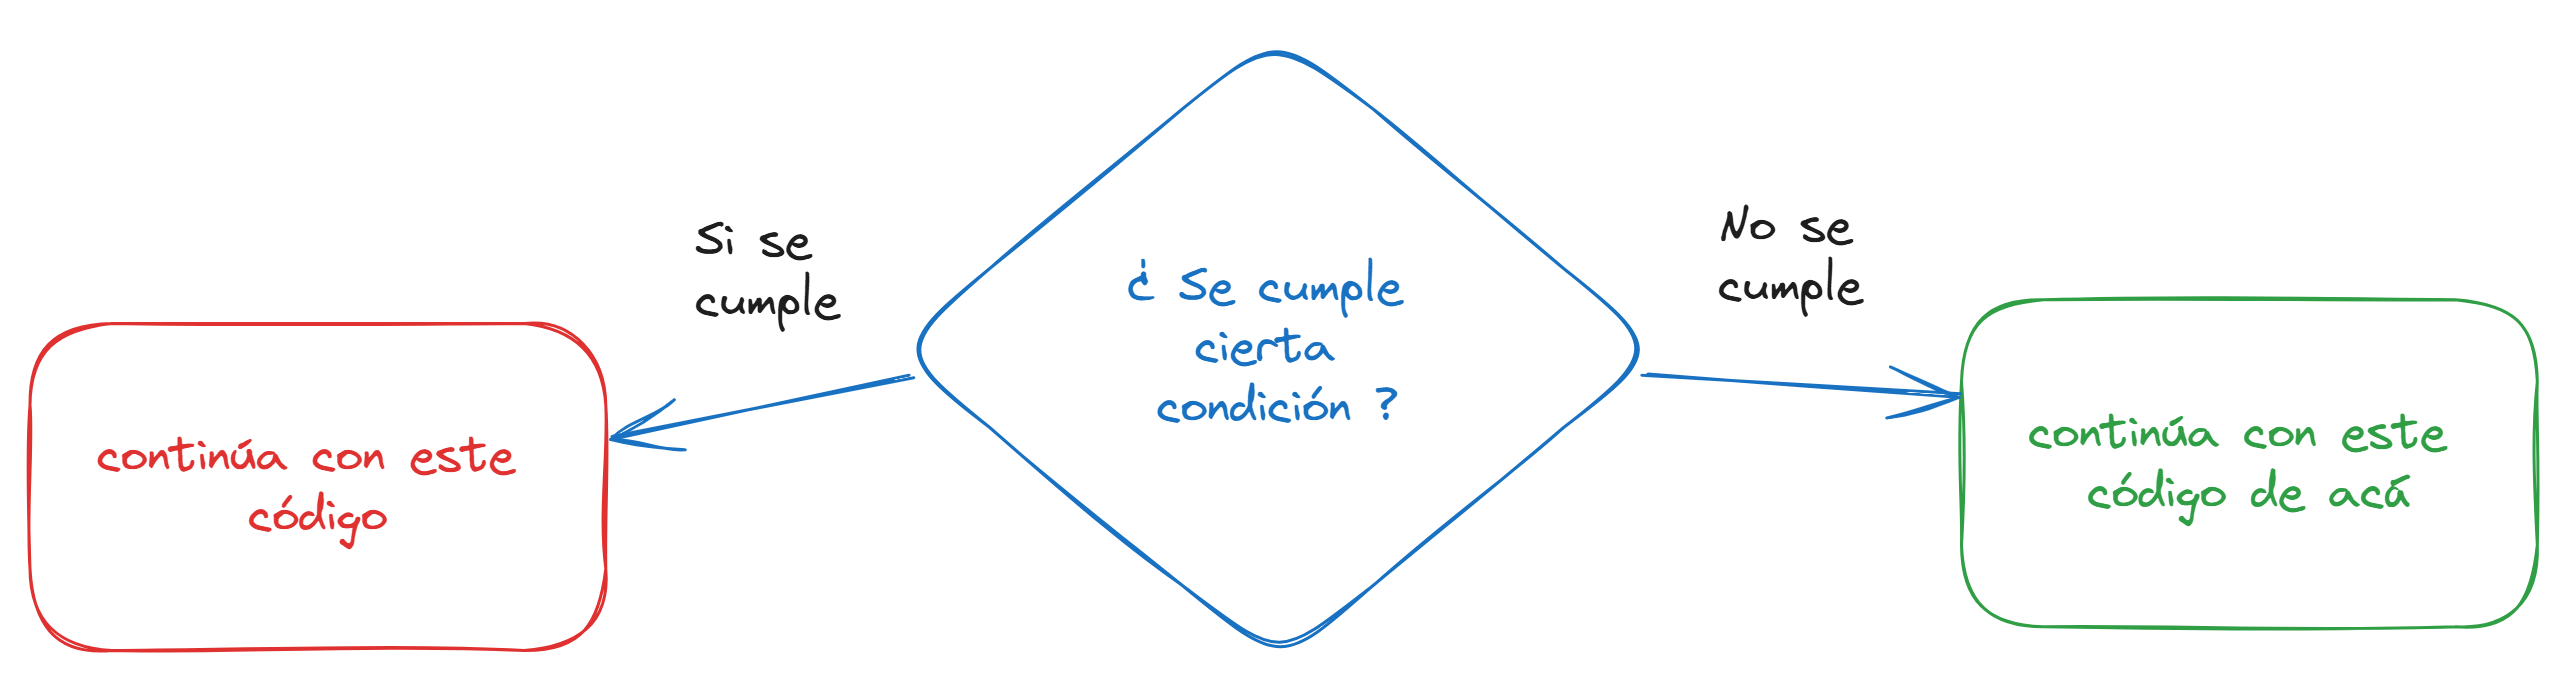 Si se
cumple
No se
cumple
¿ Se cumple
cierta
condición ?
continúa con este
código
continúa con este
código de acá